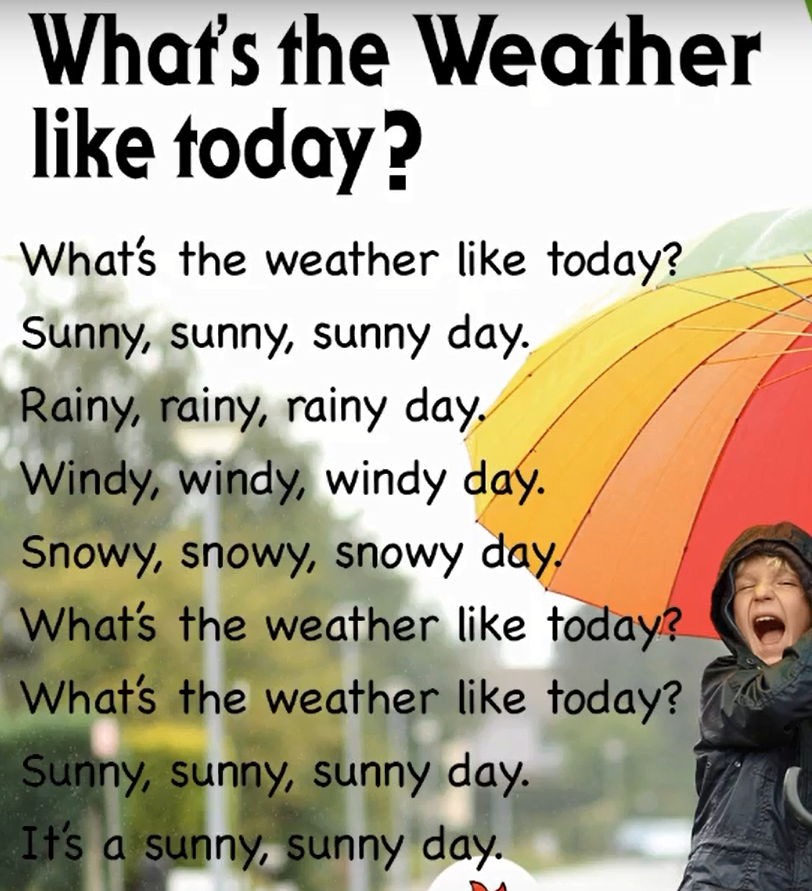 What's the Weather
like today?
What's the weather like today?
Sunny, sunny, sunny day.
Rainy, rainy, rainy day.
Windy, windy, windy day.
Snowy, snowy, snowy day.
What's the weather like today?
What's the weather like today?
Sunny, sunny, sunny day.
It's a sunny, sunny day.